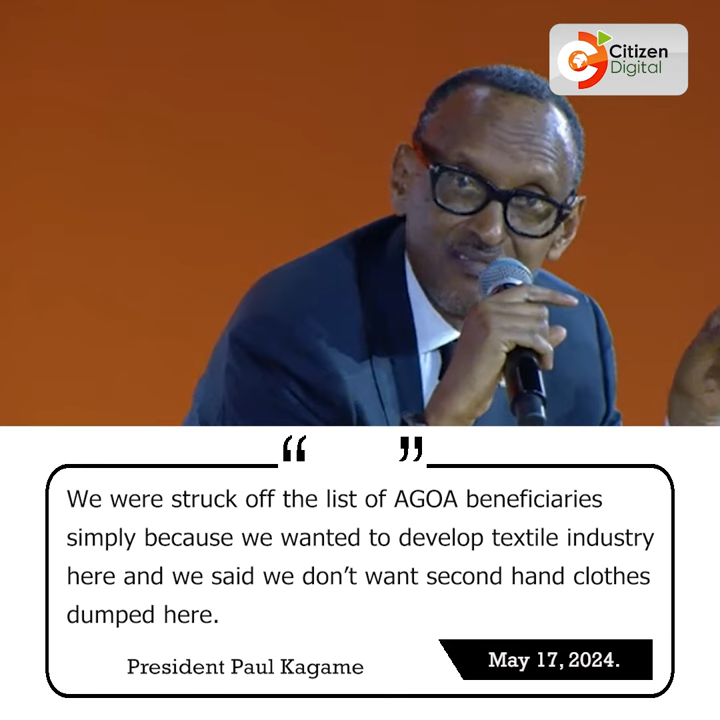 Citizen
Digital
“ ”
We were struck off the list of AGOA beneficiaries
simply because we wanted to develop textile industry
here and we said we don’t want second hand clothes
dumped here.
President Paul Kagame
May 17, 2024.